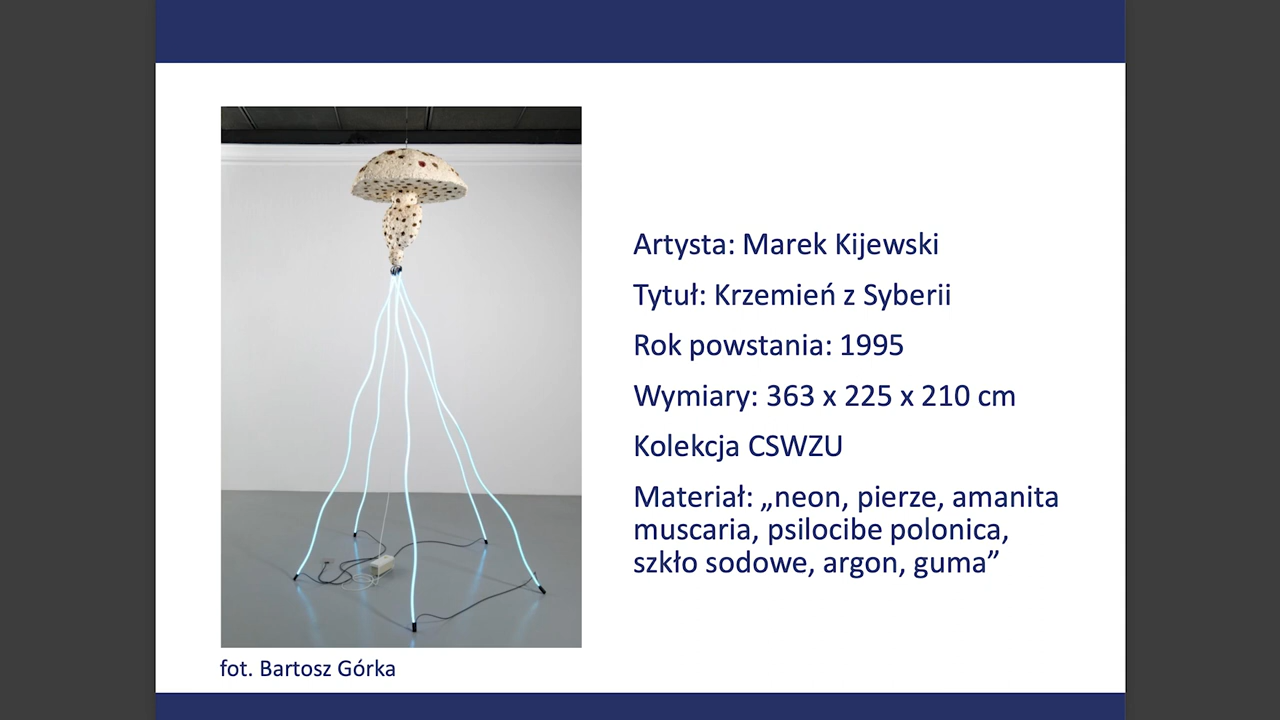 Artysta: Marek Kijewski
Tytuł: Krzemień z Syberii
Rok powstania: 1995
Wymiary: 363 x 225 x 210 cm
Kolekcja CSWZU
Materiał: „neon, pierze, amanita
muscaria, psilocibe polonica,
szkło sodowe, argon, guma”
fot. Bartosz Górka